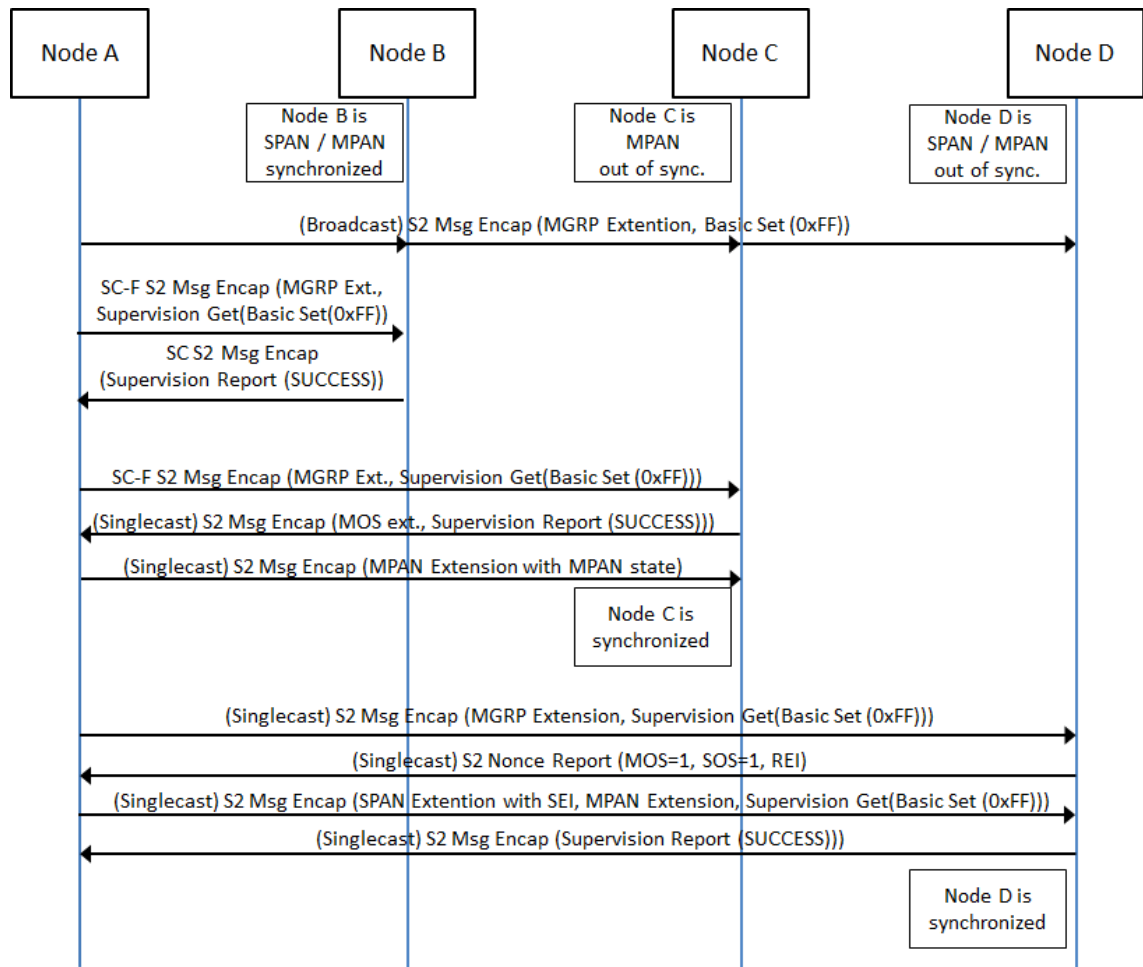 Node A
Node B
Node C
Node D
Node B is
SPAN / MPAN
synchronized
Node C is
MPAN
out of sync.
Node D is
SPAN / MPAN
out of sync.
(Broadcast) S2 Msg Encap (MGRP Extention, Basic Set (0xFF))
SC-F S2 Msg Encap (MGRP Ext.,
Supervision Get(Basic Set(0xFF))
SC S2 Msg Encap
(Supervision Report (SUCCESS))
SC-F S2 Msg Encap (MGRP Ext., Supervision Get(Basic Set (0xFF)))
(Singlecast) S2 Msg Encap (MOS ext., Supervision Report (SUCCESS)))
(Singlecast) S2 Msg Encap (MPAN Extension with MPAN state)
Node C is
synchronized
(Singlecast) S2 Msg Encap (MGRP Extension, Supervision Get(Basic Set (0xFF)))
(Singlecast) S2 Nonce Report (MOS=1, SOS=1, REI)
(Singlecast) S2 Msg Encap (SPAN Extention with SEI, MPAN Extension, Supervision Get(Basic Set (0xFF)))
(Singlecast) S2 Msg Encap (Supervision Report (SUCCESS)))
Node D is
synchronized